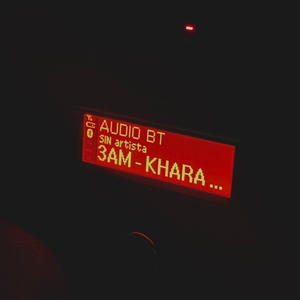 AUDIO BT
SIN artista
3AM - KHARA ...